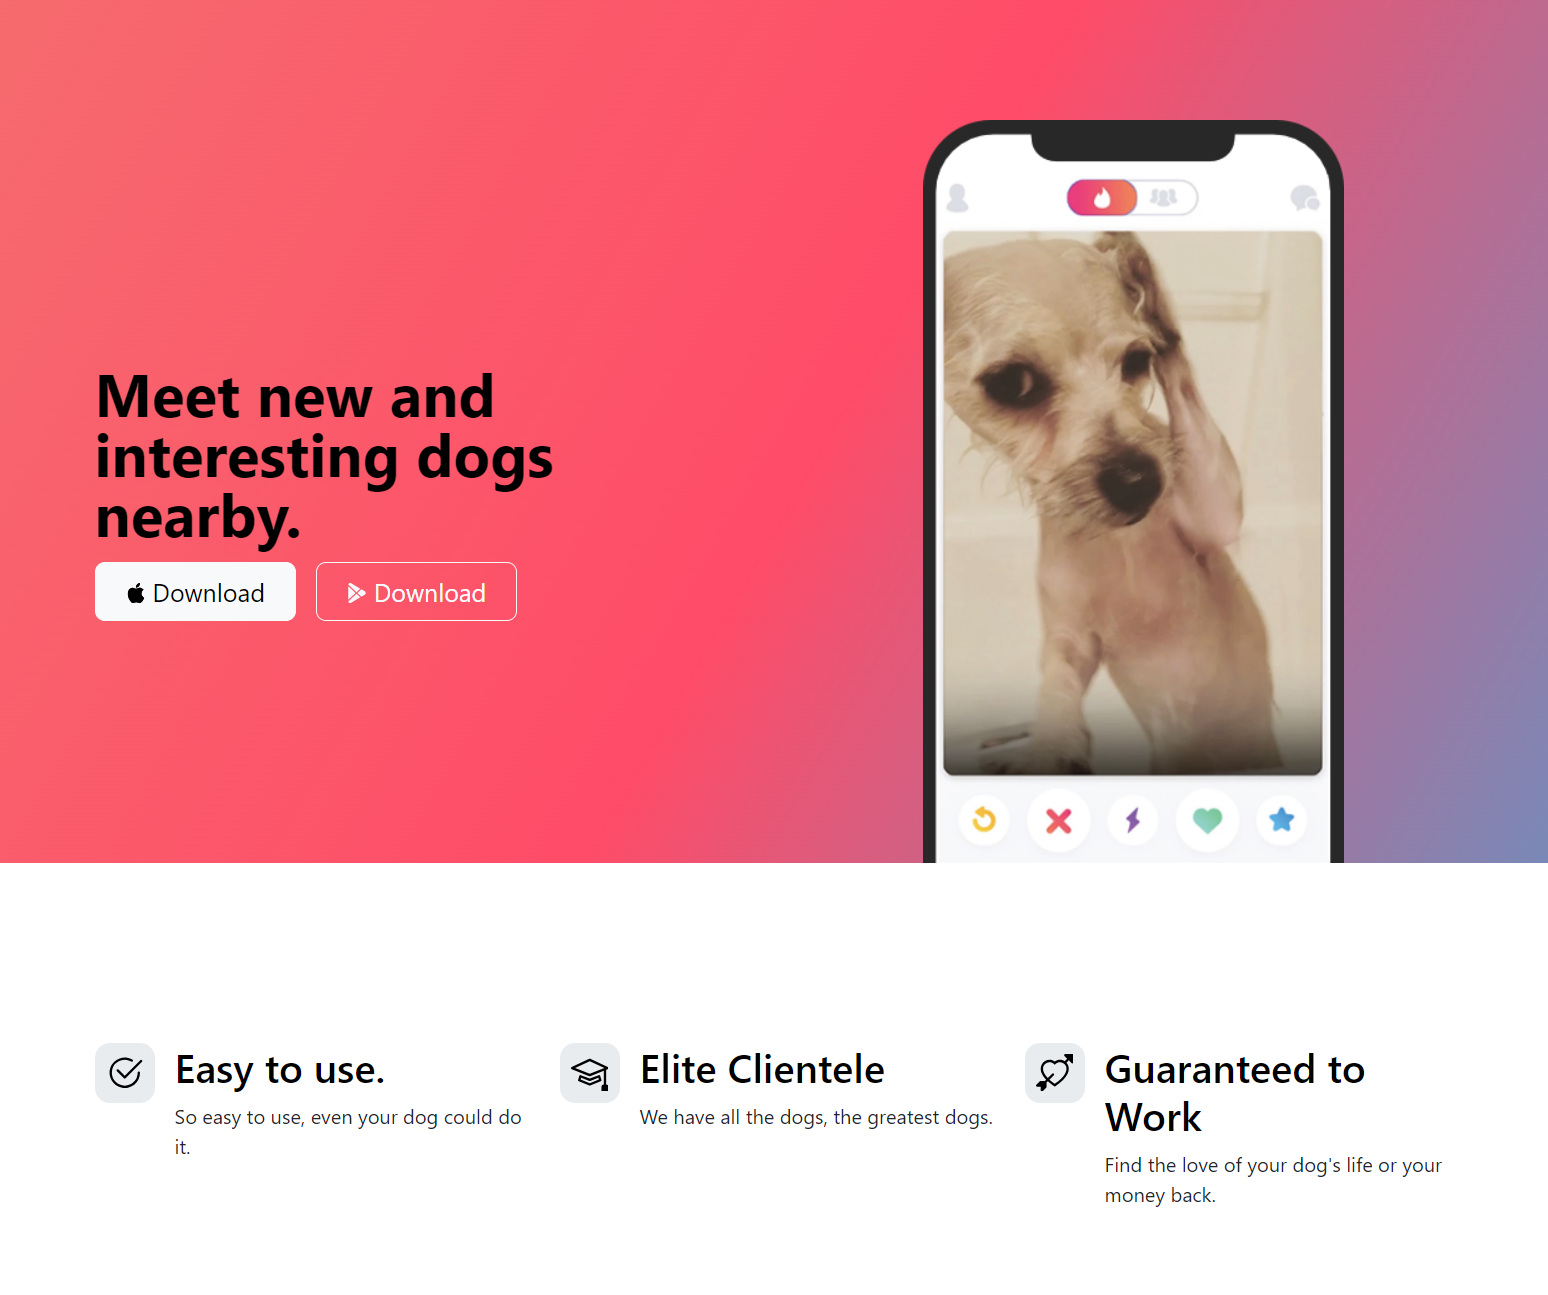 Meet new and
interesting dogs
nearby.
Download
Download
Easy to use.
So easy to use, even your dog could do
it.
Elite Clientele
We have all the dogs, the greatest dogs.
Guaranteed to
Work
Find the love of your dog's life or your
money back.